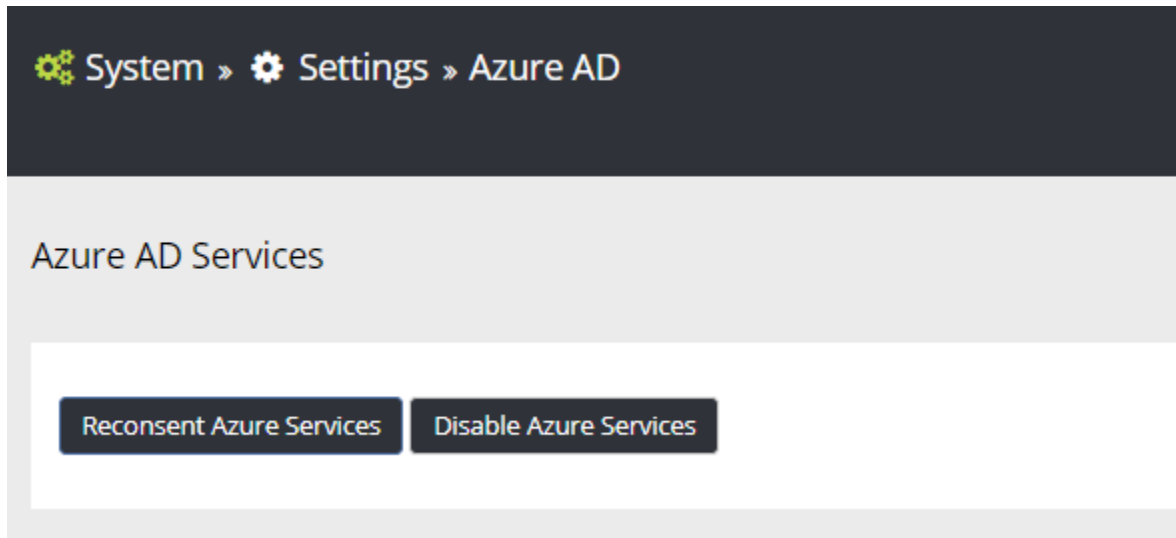 System » Settings » Azure AD
Azure AD Services
Reconsent Azure Services Disable Azure Services